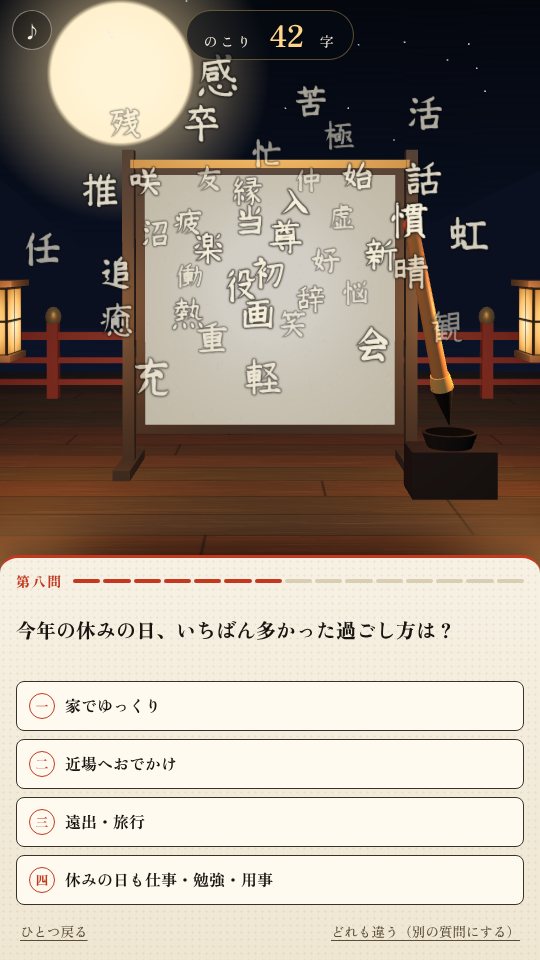 ♪
のこり 42 字
感
苦
活
残
卒
極
忙
推
咲
友
縁
仲
始
話
入
沼
疲
当
虚
慣
任
楽
尊
新
虹
追
働
役
初
好
晴
癒
熱
画
辞
悩
観
重
笑
会
充
軽
第八問
今年の休みの日、いちばん多かった過ごし方は？
一 家でゆっくり
二 近場へおでかけ
三 遠出・旅行
四 休みの日も仕事・勉強・用事
ひとつ戻る
どれも違う（別の質問にする）